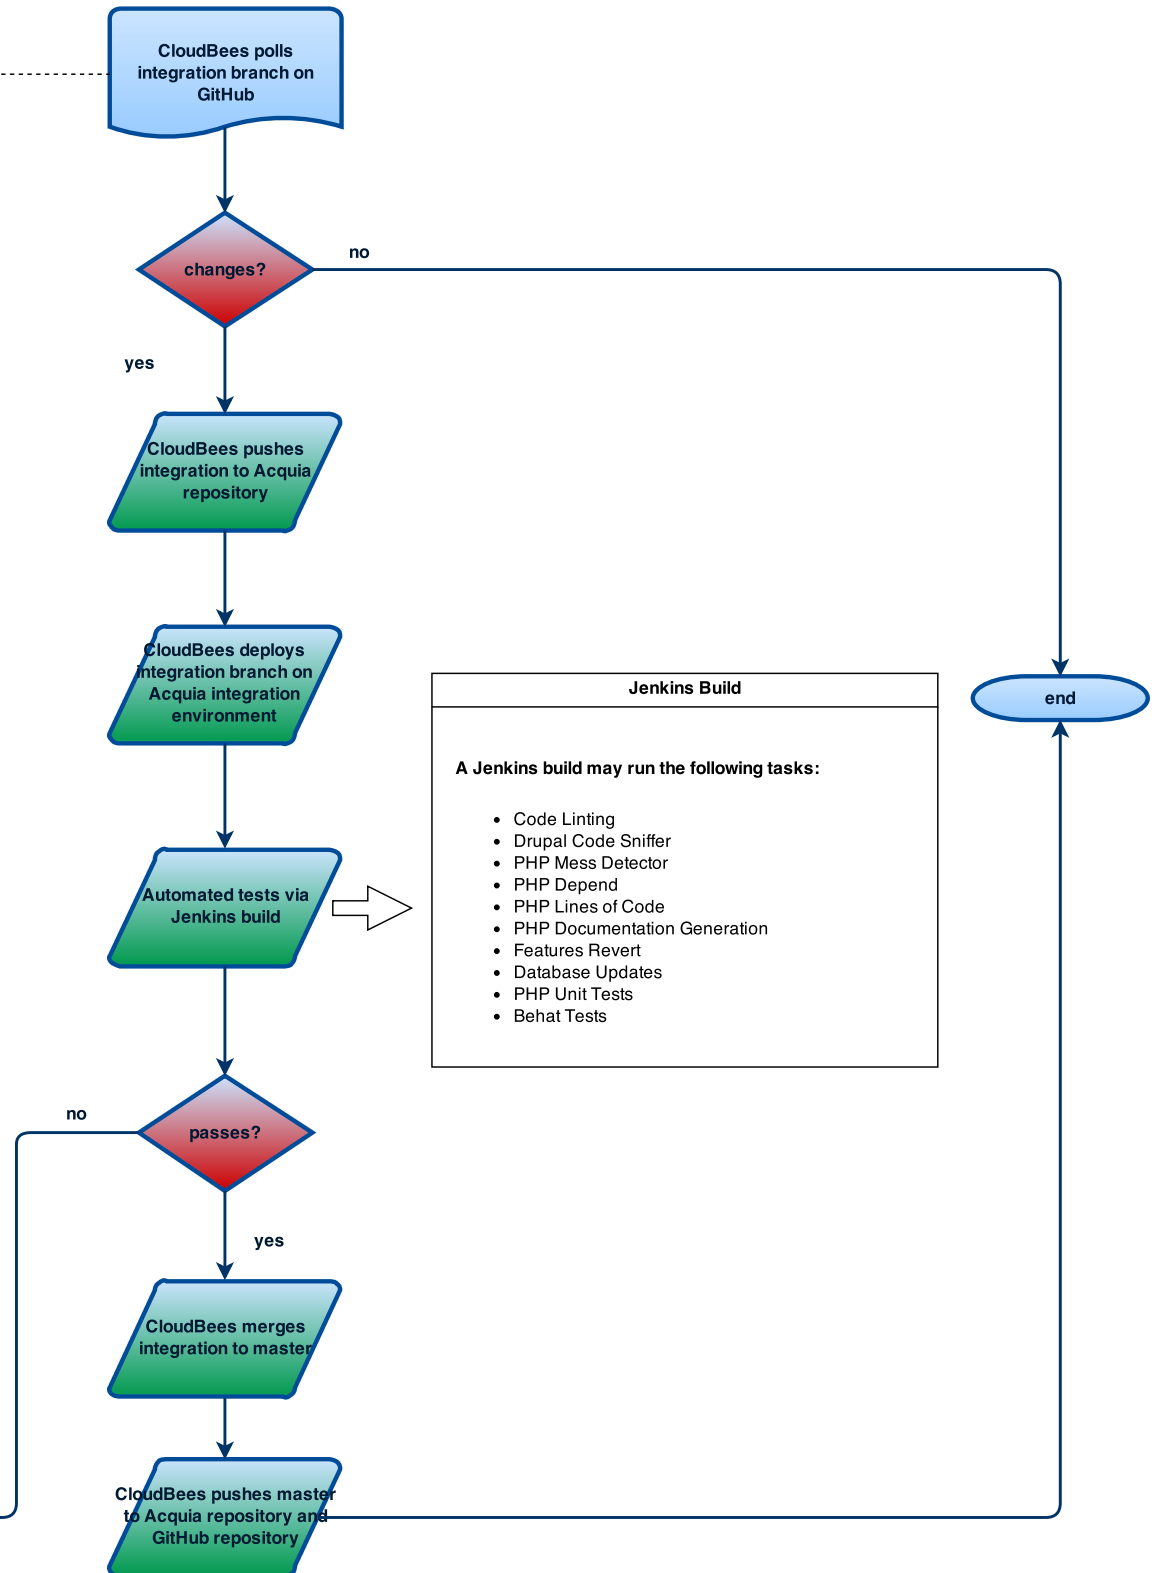 CloudBees polls
integration branch on
GitHub
changes?
no
yes
CloudBees pushes
integration to Acquia
repository
CloudBees deploys
integration branch on
Acquia integration
environment
Jenkins Build
end
A Jenkins build may run the following tasks:
Code Linting
Drupal Code Sniffer
PHP Mess Detector
PHP Depend
PHP Lines of Code
PHP Documentation Generation
Features Revert
Database Updates
PHP Unit Tests
Behat Tests
Automated tests via
Jenkins build
no
passes?
yes
CloudBees merges
integration to master
CloudBees pushes master
to Acquia repository and
GitHub repository